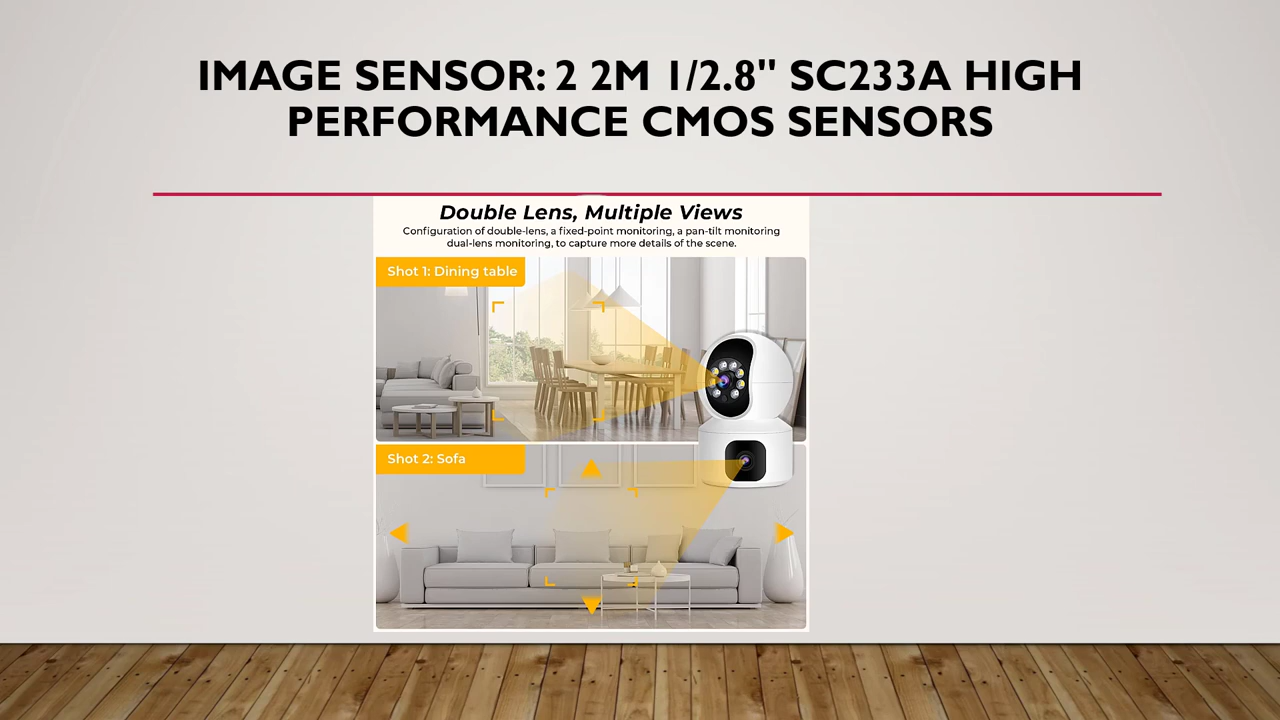 IMAGE SENSOR: 2 2M 1/2.8" SC233A HIGH
PERFORMANCE CMOS SENSORS
Double Lens, Multiple Views
Configuration of double-lens, a fixed-point monitoring, a pan-tilt monitoring
dual-lens monitoring, to capture more details of the scene.
Shot 1: Dining table
Shot 2: Sofa